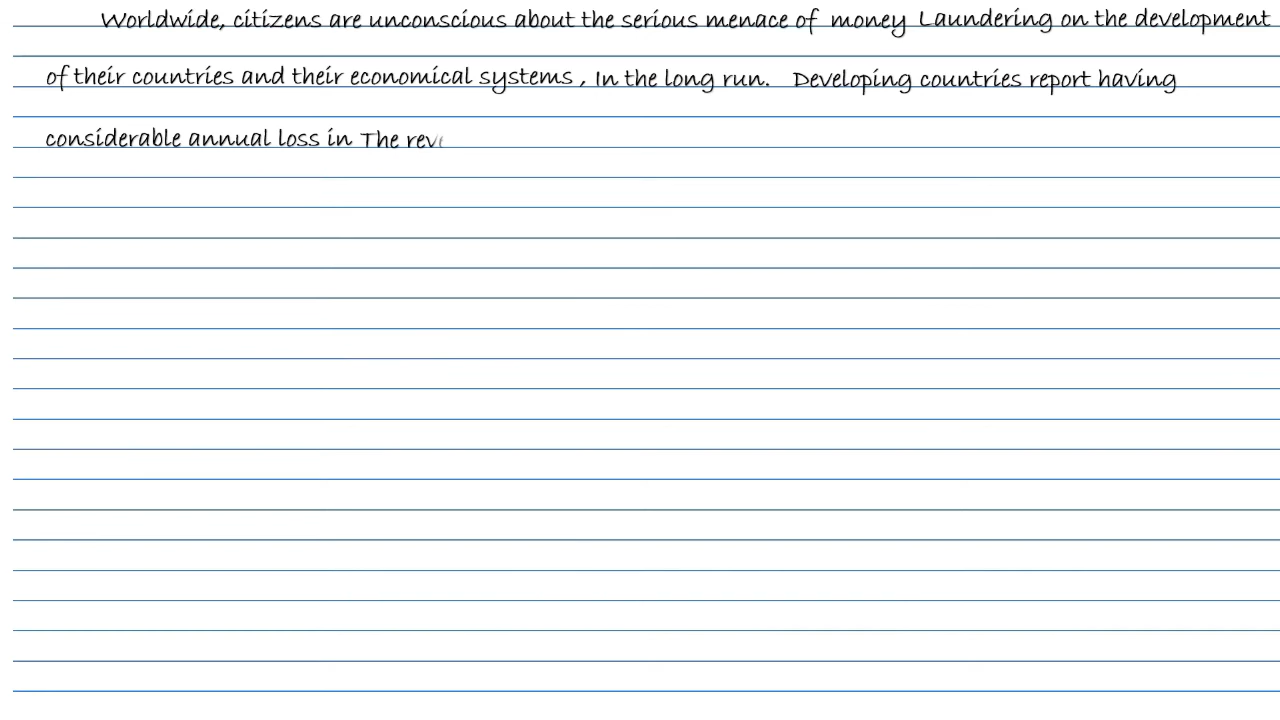 Worldwide, citizens are unconscious about the serious menace of money Laundering on the development
of their countries and their economical systems , In the long run. Developing countries report having
considerable annual loss in The